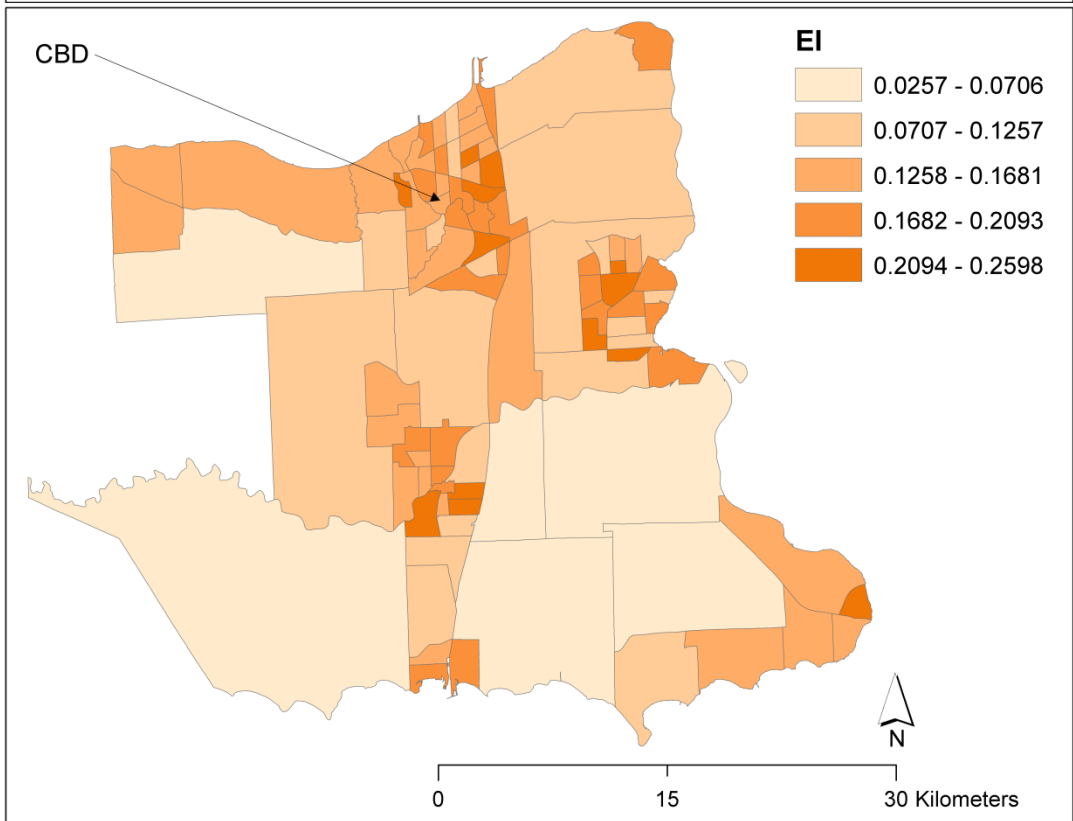 CBD
EI
0.0257 - 0.0706
0.0707 - 0.1257
0.1258 - 0.1681
0.1682 - 0.2093
0.2094 - 0.2598
N
0 15 30 Kilometers